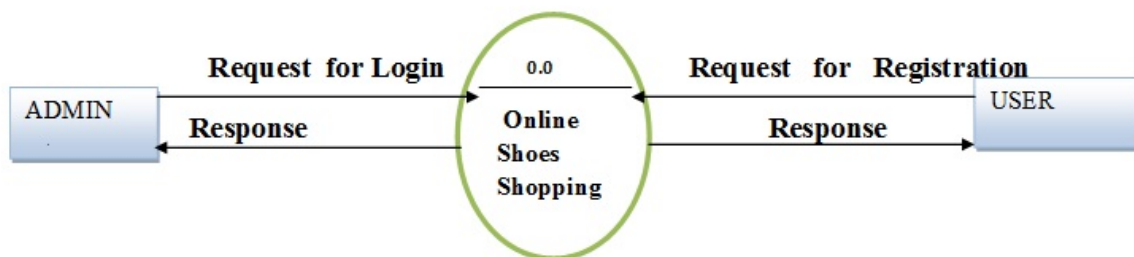 Request for Login
0.0
Request for Registration
ADMIN
USER
Response
Online
Shoes
Shopping
Response